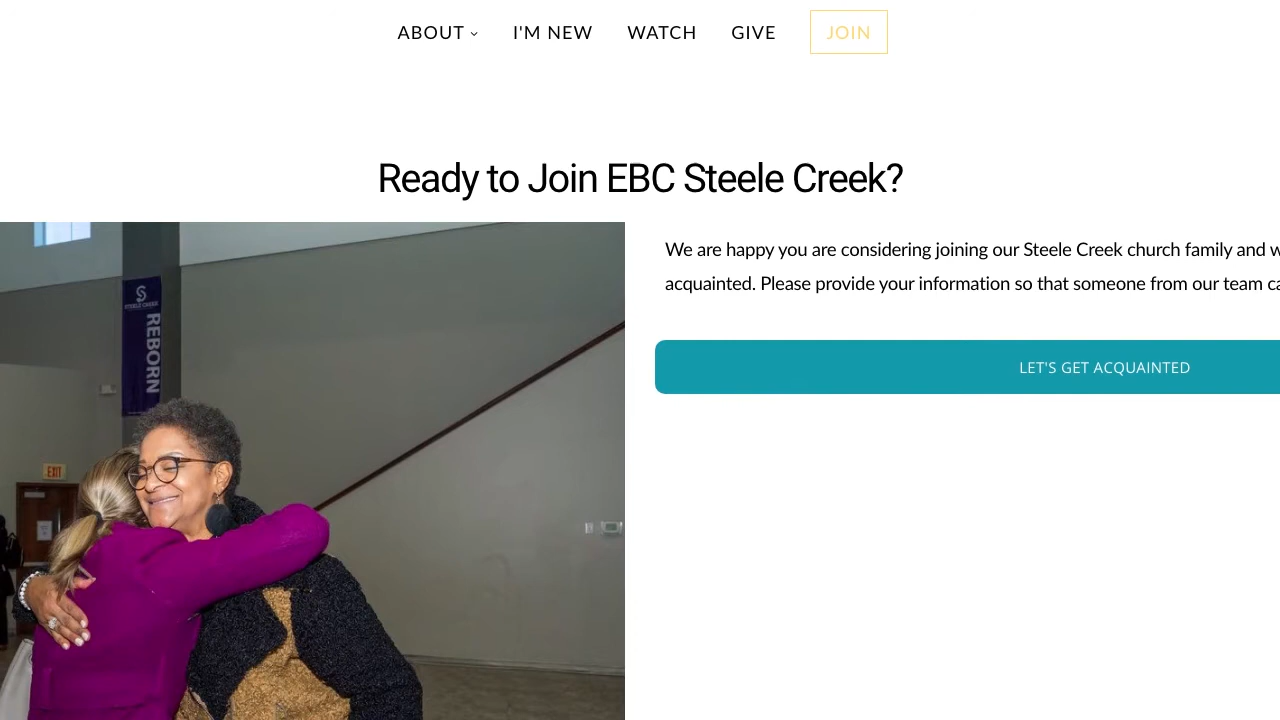 ABOUT
I'M NEW
WATCH
GIVE
JOIN
Ready to Join EBC Steele Creek?
We are happy you are considering joining our Steele Creek church family and w
acquainted. Please provide your information so that someone from our team ca
LET'S GET ACQUAINTED
STEELE CREEK
REBORN
EXIT